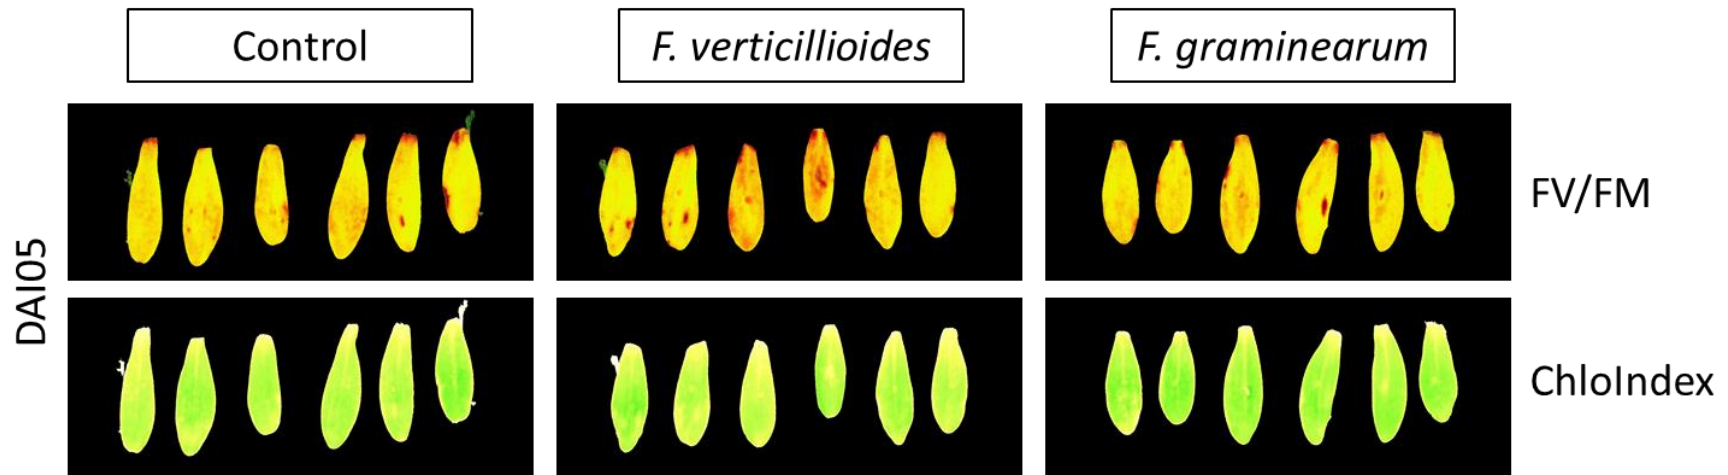 Control
F. verticillioides
F. graminearum
DAI05
FV/FM
ChloIndex